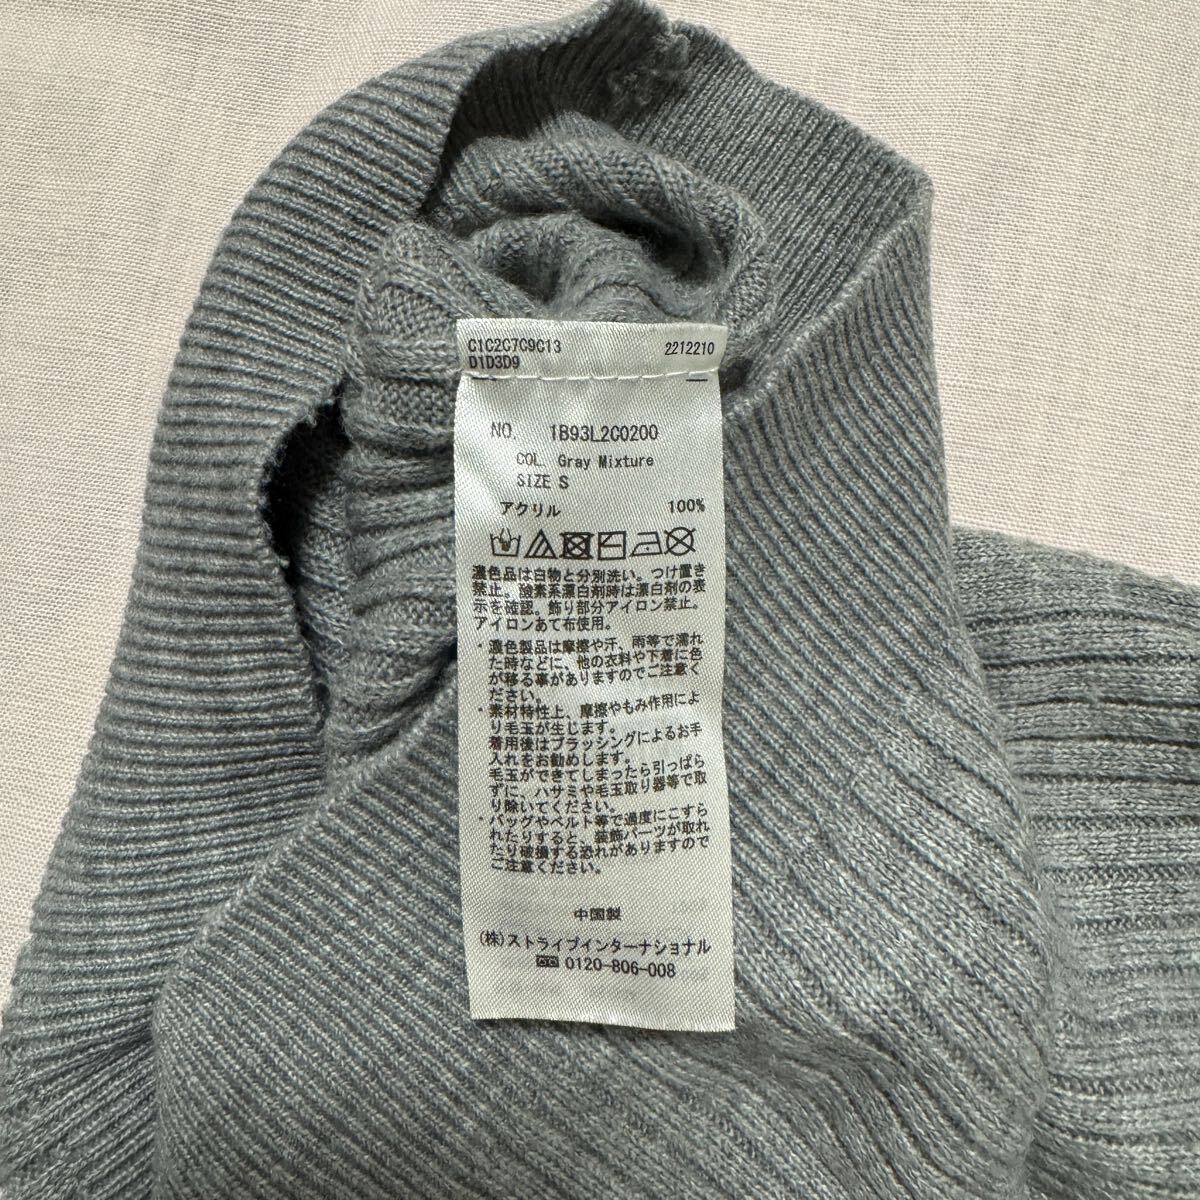 C1C2C7C9C13 2212210
D1D3D9
NO. 1B93L2C0200
COL. Gray Mixture
SIZE S
アクリル 100%
濃色品は白物と分別洗い。つけ置き
禁止。酸素系漂白剤時は漂白剤の表
示を確認。飾り部分アイロン禁止。
アイロンあて布使用。
・濃色製品は摩擦や汗、雨等で濡れ
た時などに、他の衣料や下着に色
が移る事がありますのでご注意く
ださい。
・素材特性上、摩擦やもみ作用によ
り毛玉が生じます。
着用後はブラッシングによるお手
入れをお勧めします。
毛玉ができてしまったら引っぱら
ずに、ハサミや毛玉取り器等で取
り除いてください。
・バッグやベルト等で過度にこすら
れたりすると、装飾パーツが取れ
たり破損する恐れがありますので
ご注意ください。
中国製
(株)ストライプインターナショナル
0120-806-008